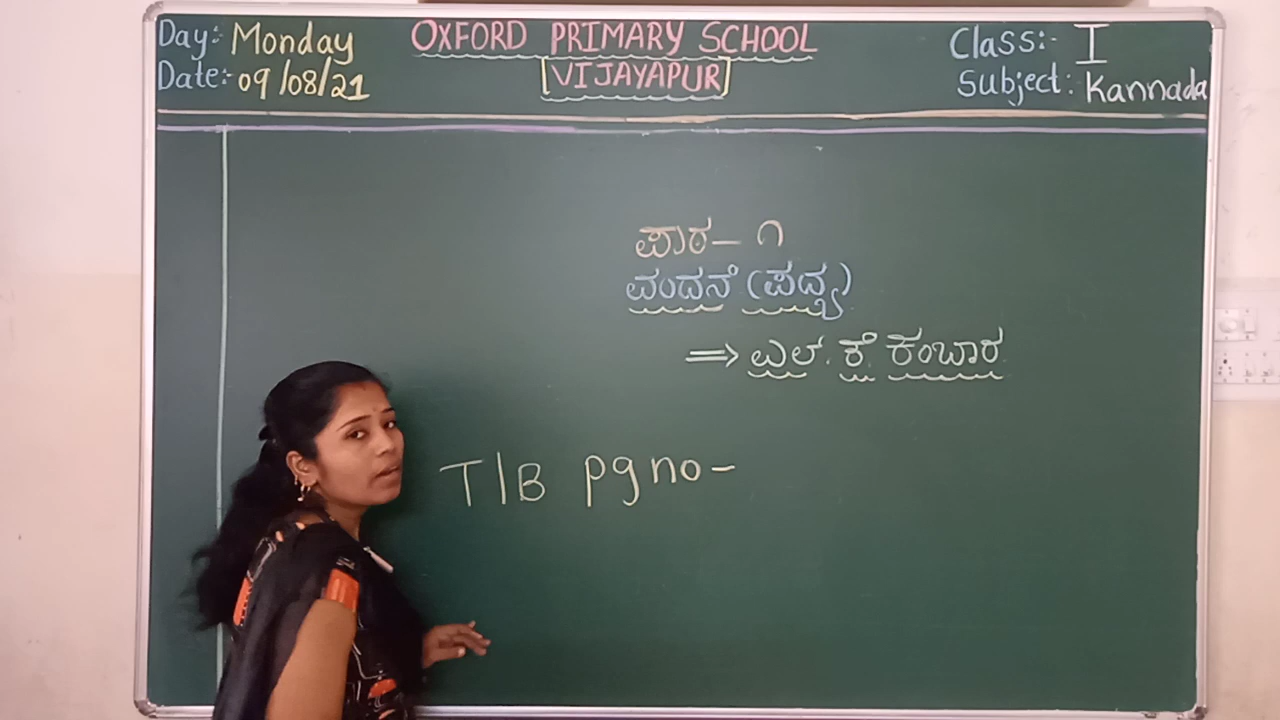 Day:- Monday
OXFORD PRIMARY SCHOOL
Class:- I
Date:- 09/08/21
[VIJAYAPUR]
Subject: Kannada
ಪಾಠ – ೧
ವಂದನೆ (ಪದ್ಯ)
⇒ ಎಲ್. ಕೆ. ಕಂಬಾರ
T/B pg no -